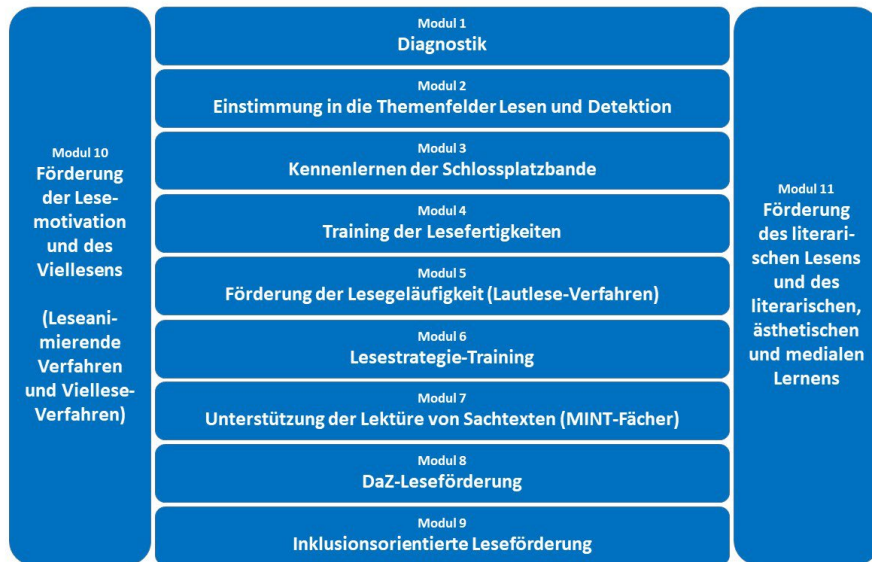 Modul 10
Förderung
der Lese-
motivation
und des
Viellesens
(Leseani-
mierende
Verfahren
und Viellese-
Verfahren)
Modul 1
Diagnostik
Modul 2
Einstimmung in die Themenfelder Lesen und Detektion
Modul 3
Kennenlernen der Schlossplatzbande
Modul 4
Training der Lesefertigkeiten
Modul 5
Förderung der Lesegeläufigkeit (Lautlese-Verfahren)
Modul 6
Lesestrategie-Training
Modul 7
Unterstützung der Lektüre von Sachtexten (MINT-Fächer)
Modul 8
DaZ-Leseförderung
Modul 9
Inklusionsorientierte Leseförderung
Modul 11
Förderung
des literari-
schen Lesens
und des
literarischen,
ästhetischen
und medialen
Lernens